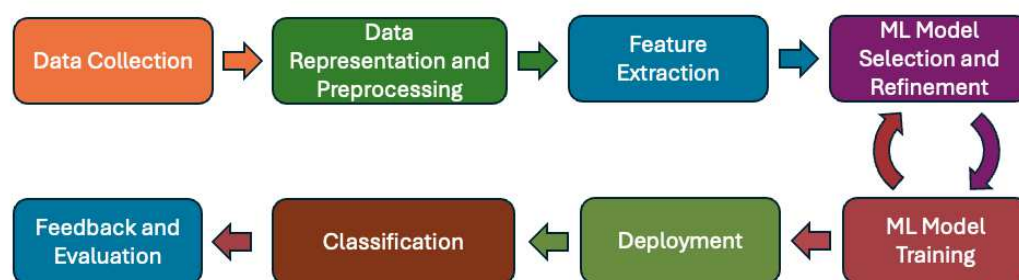 Data Collection
Data
Representation and
Preprocessing
Feature
Extraction
ML Model
Selection and
Refinement
Feedback and
Evaluation
Classification
Deployment
ML Model
Training